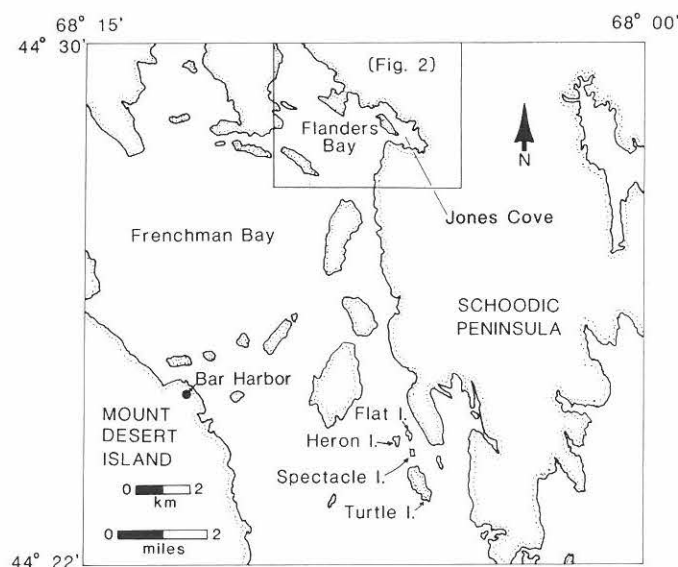 68° 15' 68° 00'
44° 30'
(Fig. 2)
Flanders
Bay
N
Jones Cove
Frenchman Bay
SCHOODIC
PENINSULA
Bar Harbor
MOUNT
DESERT
ISLAND
Flat I.
Heron I.
Spectacle I.
Turtle I.
0 2
km
0 2
miles
44° 22'